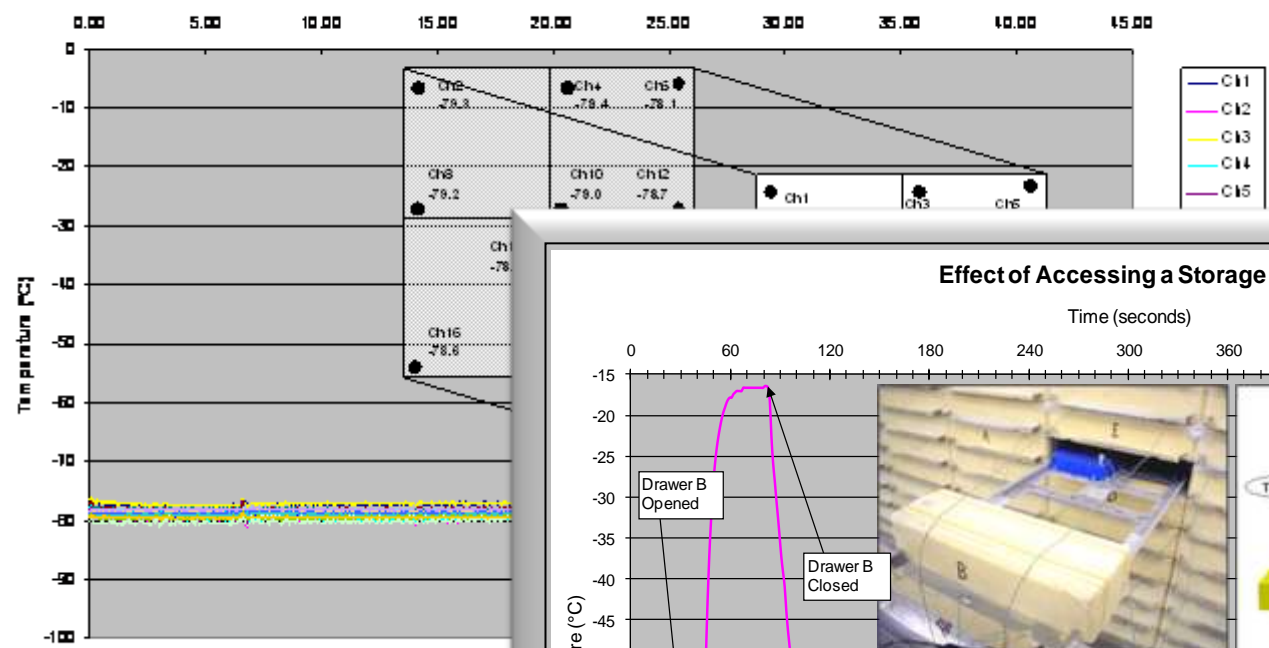 0.00 5.00 10.00 15.00 20.00 25.00 30.00 35.00 40.00 45.00
0
-10
-20
-30
-40
-50
-60
-70
-80
-90
-100
Temperature [°C]
-79.3
Ch4
-79.4
-78.1
Ch8
-79.2
Ch10
-79.0
Ch12
-78.7
Ch16
-78.6
Ch1
Ch3
Ch1
Ch2
Ch3
Ch4
Ch5
Effect of Accessing a Storage
Time (seconds)
0 60 120 180 240 300 360
-15
-20
-25
-30
-35
-40
-45
re (°C)
Drawer B
Opened
Drawer B
Closed
A
E
B